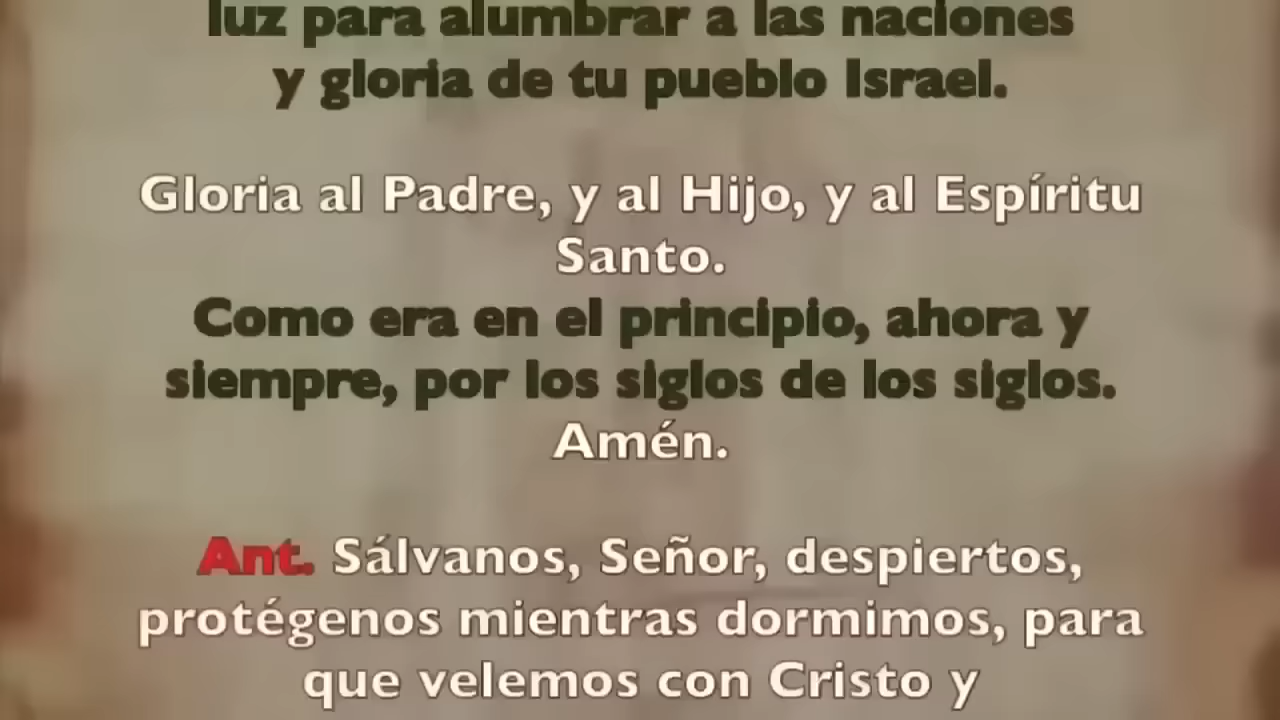 luz para alumbrar a las naciones
y gloria de tu pueblo Israel.
Gloria al Padre, y al Hijo, y al Espíritu
Santo.
Como era en el principio, ahora y
siempre, por los siglos de los siglos.
Amén.
Ant. Sálvanos, Señor, despiertos,
protégenos mientras dormimos, para
que velemos con Cristo y